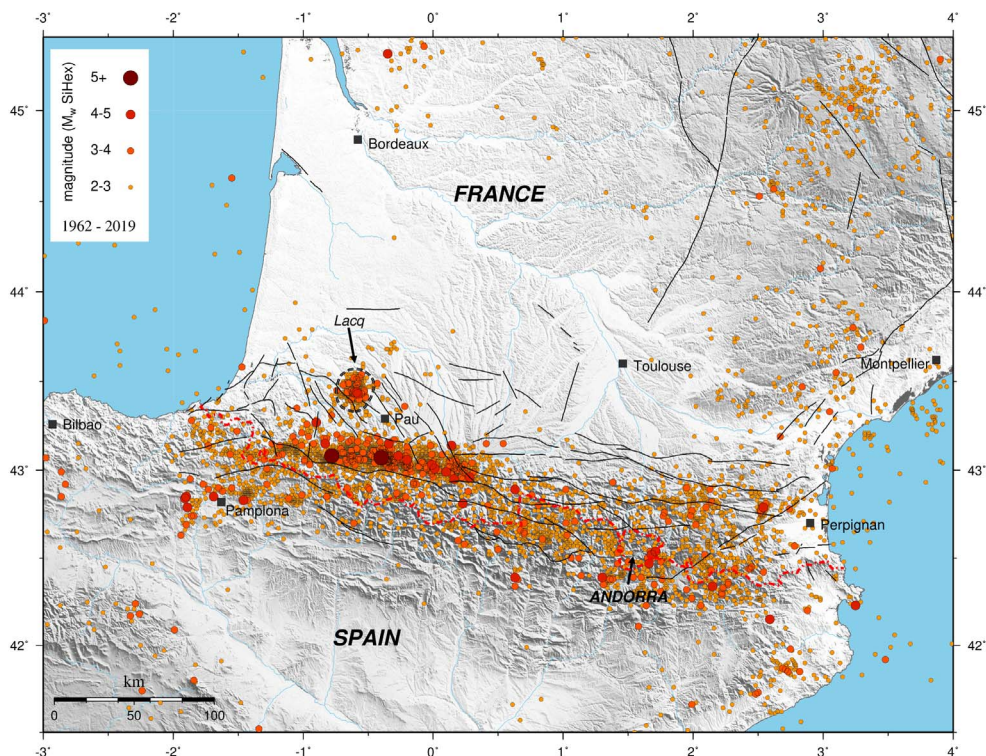 -3° -2° -1° 0° 1° 2° 3° 4°
magnitude (Mw SiHex)
5+
4-5
3-4
2-3
1962 - 2019
45° 45°
Bordeaux
FRANCE
44° 44°
Lacq
Toulouse
Montpellier
Pau
Bilbao
43° 43°
Pamplona
Perpignan
ANDORRA
SPAIN
42° 42°
km
0 50 100
-3° -2° -1° 0° 1° 2° 3° 4°